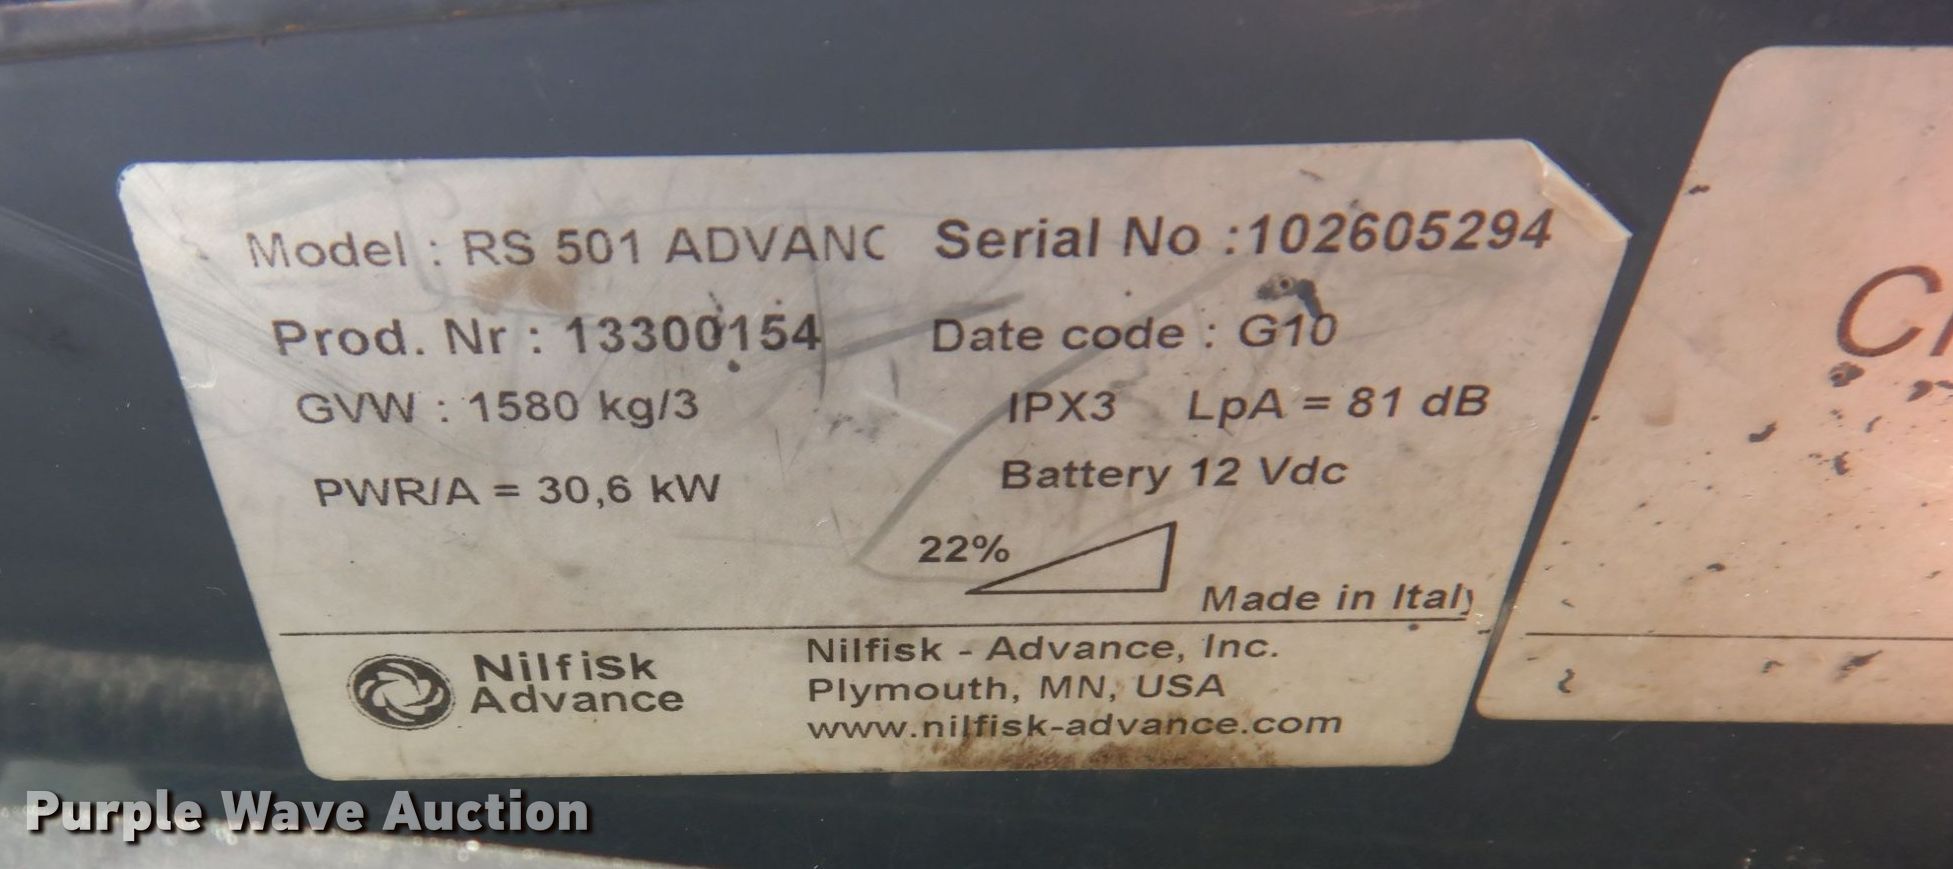 Model : RS 501 ADVANC Serial No :102605294
Prod. Nr : 13300154 Date code : G10
GVW : 1580 kg/3 IPX3 LpA = 81 dB
PWR/A = 30,6 kW Battery 12 Vdc
22%
Made in Italy
Nilfisk
Advance
Nilfisk - Advance, Inc.
Plymouth, MN, USA
www.nilfisk-advance.com
Purple Wave Auction